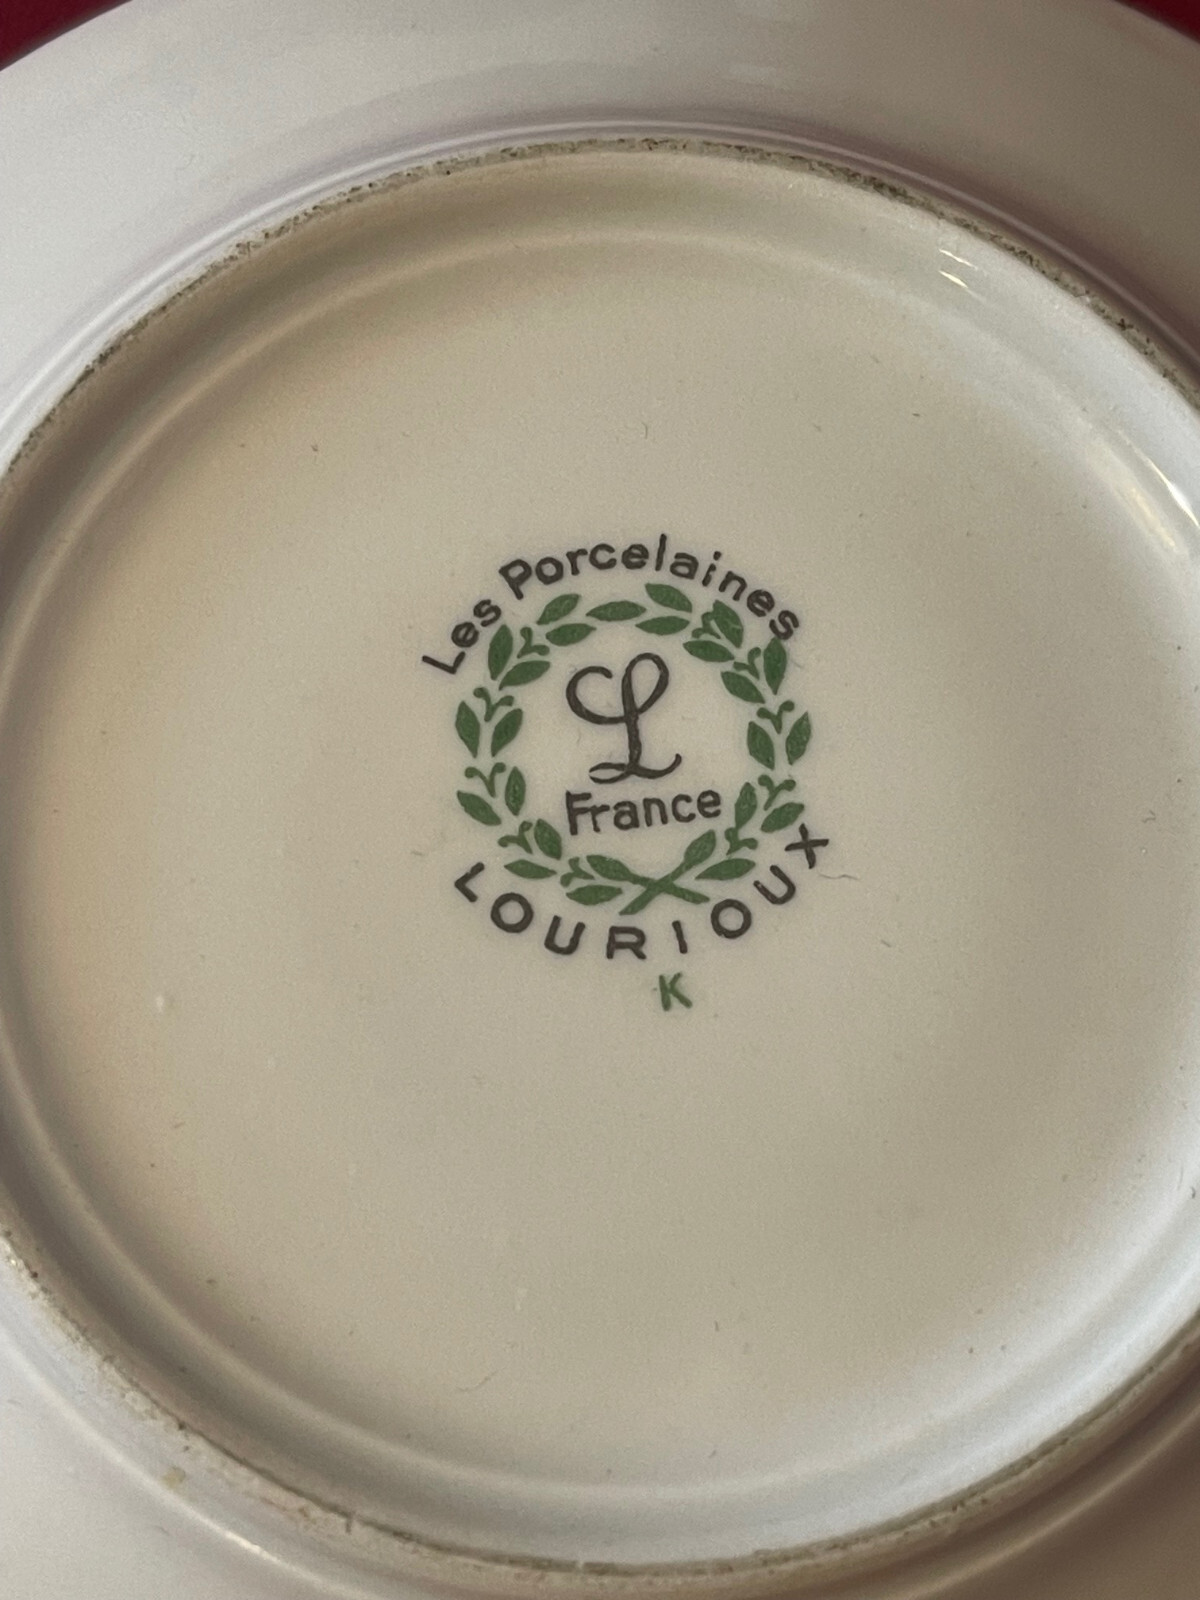 Les Porcelaines
L
France
LOURIOUX
K